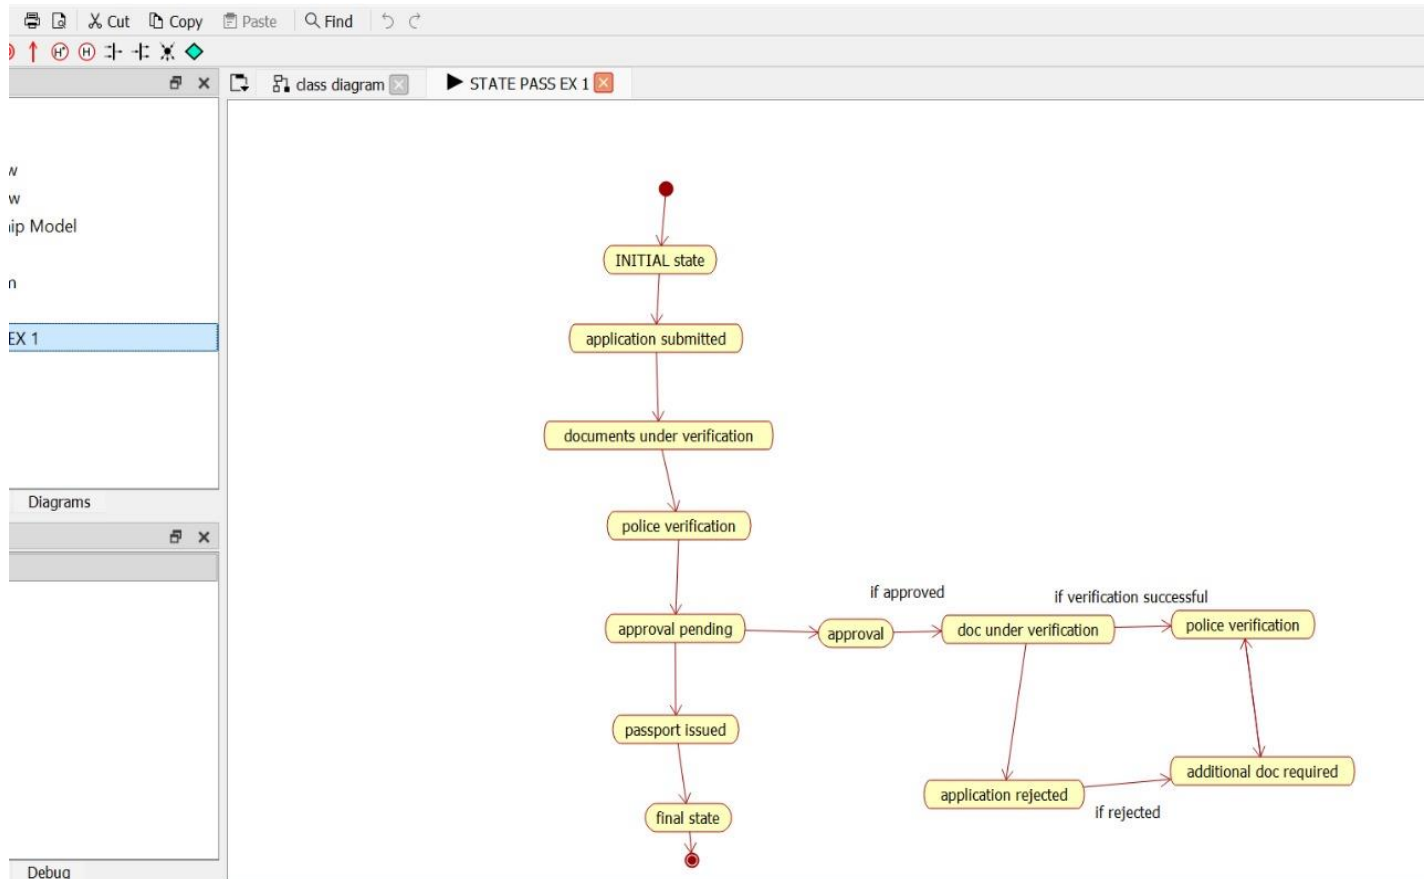 Cut Copy Paste Find
class diagram STATE PASS EX 1
ip Model
EX 1
Diagrams
Debug
INITIAL state
application submitted
documents under verification
police verification
if approved
if verification successful
approval pending
approval
doc under verification
police verification
passport issued
additional doc required
application rejected
if rejected
final state